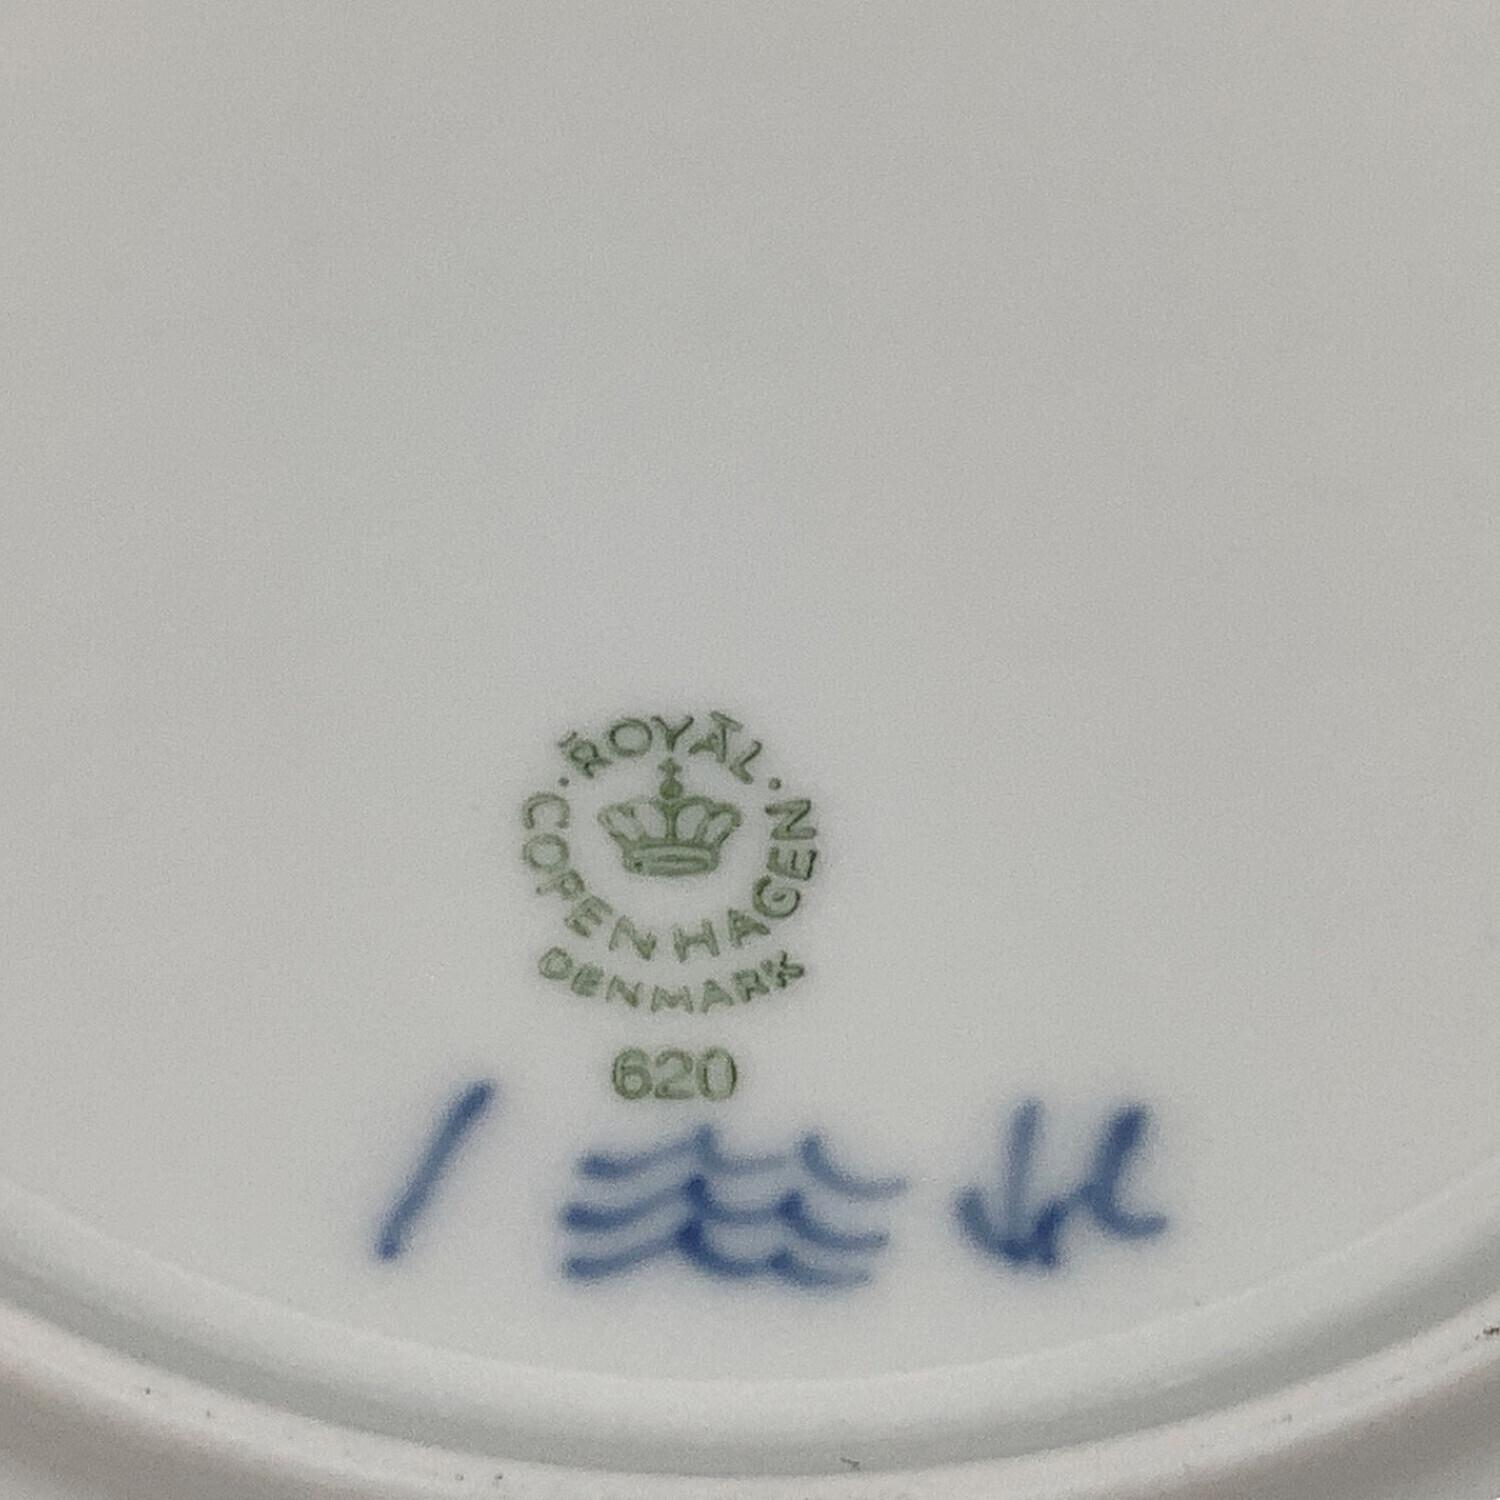 · ROYAL ·
COPENHAGEN
DENMARK
620